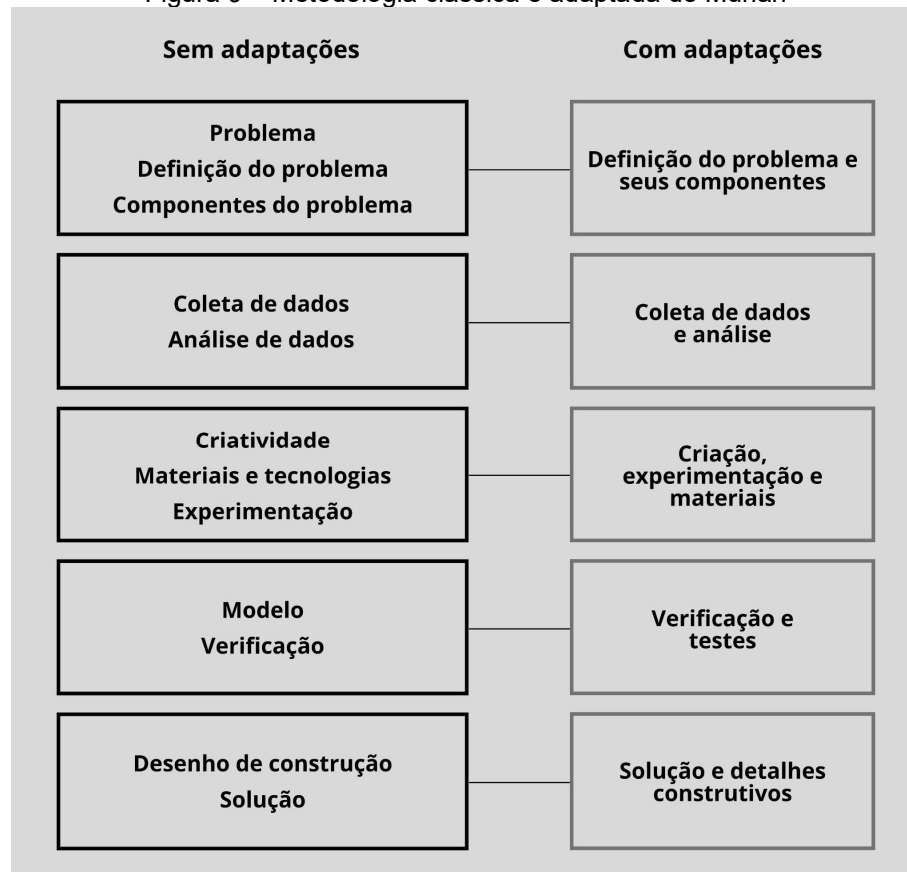 Sem adaptações
Com adaptações
Problema
Definição do problema
Componentes do problema
Definição do problema e
seus componentes
Coleta de dados
Análise de dados
Coleta de dados
e análise
Criatividade
Materiais e tecnologias
Experimentação
Criação,
experimentação e
materiais
Modelo
Verificação
Verificação e
testes
Desenho de construção
Solução
Solução e detalhes
construtivos